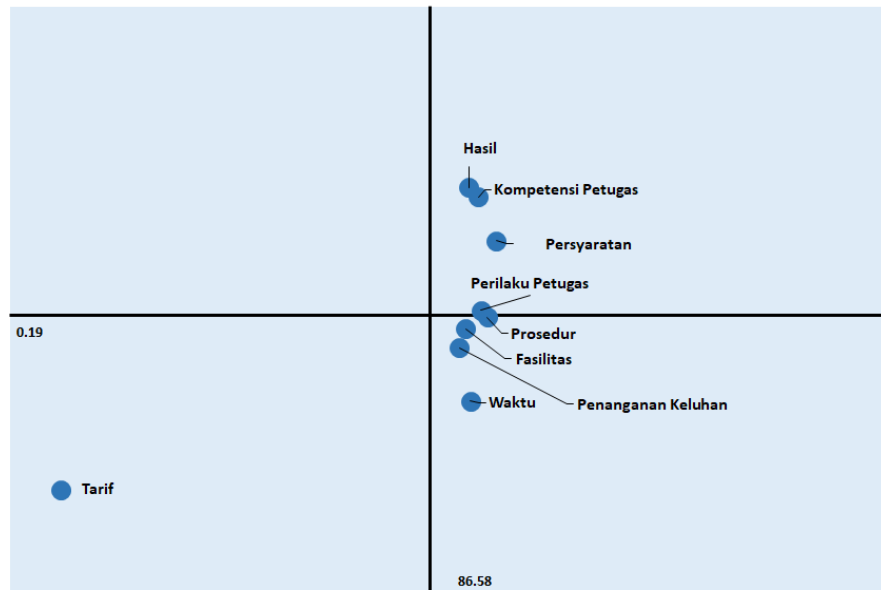 Hasil
Kompetensi Petugas
Persyaratan
Perilaku Petugas
0.19
Prosedur
Fasilitas
Waktu
Penanganan Keluhan
Tarif
86.58